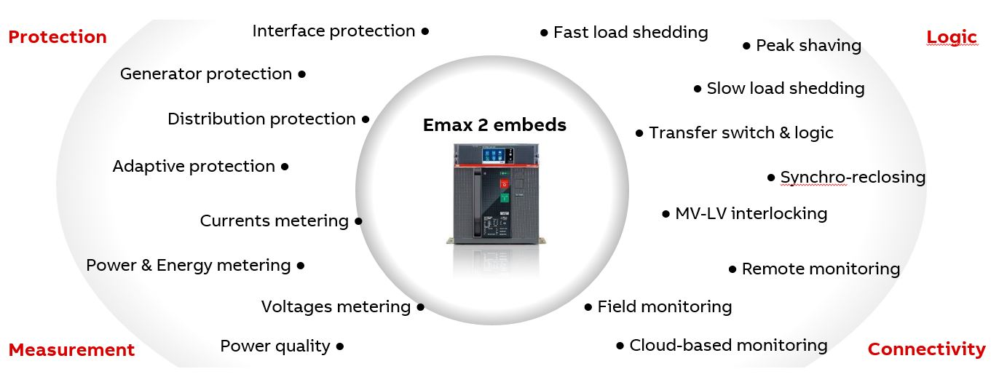 Protection
Interface protection
Generator protection
Distribution protection
Adaptive protection
Currents metering
Power & Energy metering
Voltages metering
Power quality
Measurement
Emax 2 embeds
Logic
Fast load shedding
Peak shaving
Slow load shedding
Transfer switch & logic
Synchro-reclosing
MV-LV interlocking
Remote monitoring
Field monitoring
Cloud-based monitoring
Connectivity